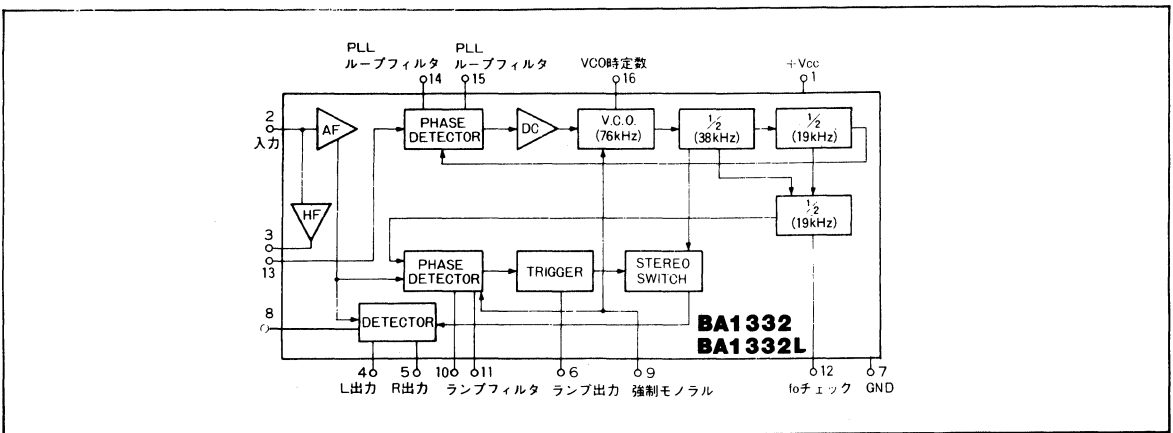 PLL
ループフィルタ
14
PLL
ループフィルタ
15
VCO時定数
16
+Vcc
1
2
入力
AF
PHASE
DETECTOR
DC
V.C.O.
(76kHz)
1/2
(38kHz)
1/2
(19kHz)
HF
1/2
(19kHz)
3
13
PHASE
DETECTOR
TRIGGER
STEREO
SWITCH
8
DETECTOR
BA1332
BA1332L
4
L出力
5
R出力
10
11
ランプフィルタ
6
ランプ出力
9
強制モノラル
12
foチェック
7
GND